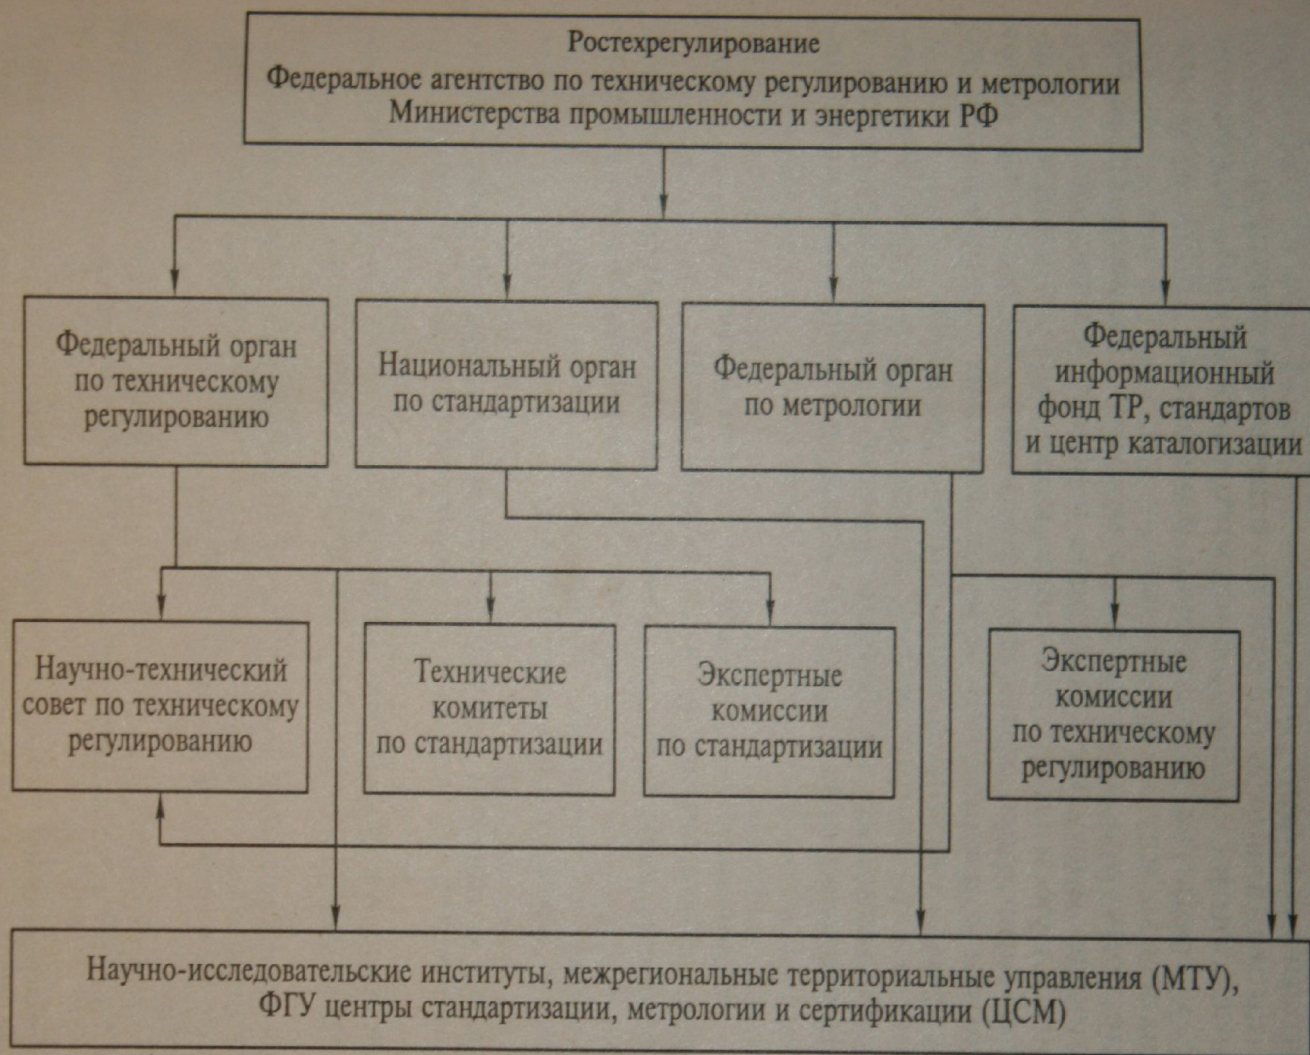 Ростехрегулирование
Федеральное агентство по техническому регулированию и метрологии
Министерства промышленности и энергетики РФ
Федеральный орган
по техническому
регулированию
Национальный орган
по стандартизации
Федеральный орган
по метрологии
Федеральный
информационный
фонд ТР, стандартов
и центр каталогизации
Научно-технический
совет по техническому
регулированию
Технические
комитеты
по стандартизации
Экспертные
комиссии
по стандартизации
Экспертные
комиссии
по техническому
регулированию
Научно-исследовательские институты, межрегиональные территориальные управления (МТУ),
ФГУ центры стандартизации, метрологии и сертификации (ЦСМ)